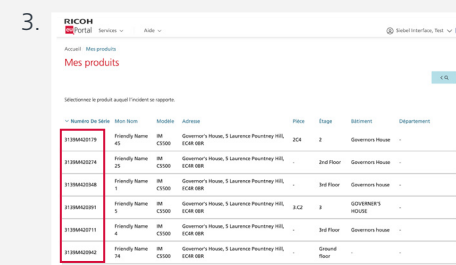 3.
RICOH
Portal Services Aide Siebel Interface, Test
Accueil Mes produits
Mes produits
Sélectionnez le produit auquel l'incident se rapporte.
Numéro De Série Mon Nom Modèle Adresse Pièce Étage Bâtiment Département
3139M420179 Friendly Name 45 IM C5500 Governor's House, 5 Laurence Pountney Hill, EC4R 0BR 2C4 2 Governors House -
3139M420274 Friendly Name 25 IM C5500 Governor's House, 5 Laurence Pountney Hill, EC4R 0BR - 2nd Floor Governors House -
3139M420348 Friendly Name 1 IM C5500 Governor's House, 5 Laurence Pountney Hill, EC4R 0BR - 3rd Floor Governors House -
3139M420391 Friendly Name 5 IM C5500 Governor's House, 5 Laurence Pountney Hill, EC4R 0BR 3.C2 3 GOVERNER'S HOUSE -
3139M420711 Friendly Name 4 IM C5500 Governor's House, 5 Laurence Pountney Hill, EC4R 0BR - 3rd Floor Governors house -
3139M420942 Friendly Name 74 IM C5500 Governor's House, 5 Laurence Pountney Hill, EC4R 0BR - Ground floor - -